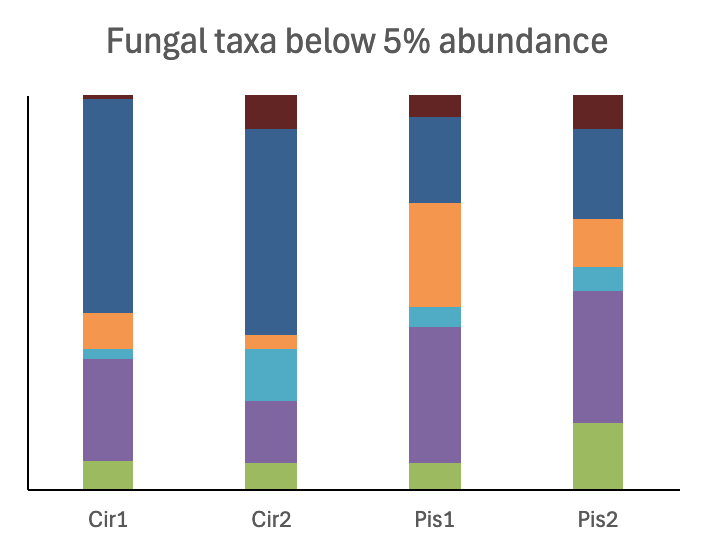 Fungal taxa below 5% abundance
Cir1 Cir2 Pis1 Pis2